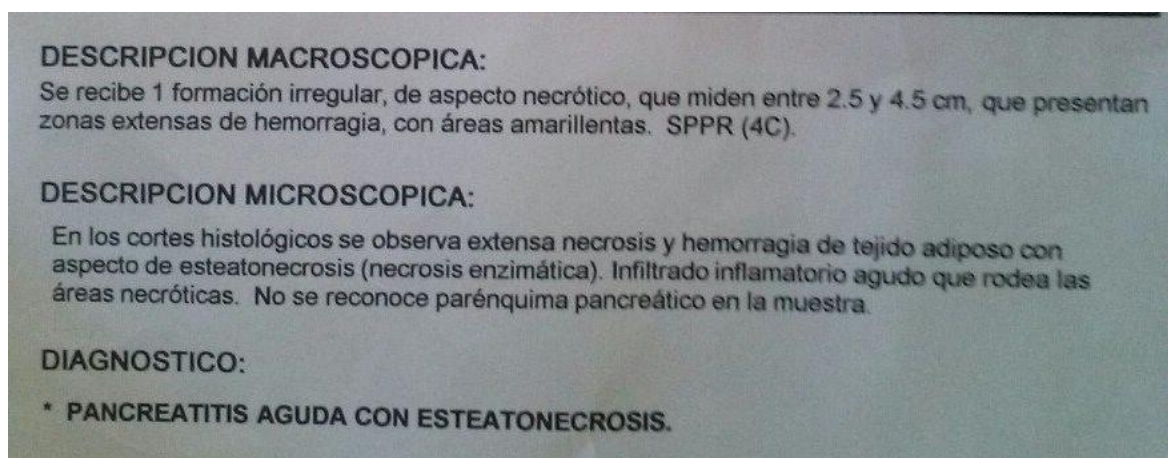 DESCRIPCION MACROSCOPICA:
Se recibe 1 formación irregular, de aspecto necrótico, que miden entre 2.5 y 4.5 cm, que presentan
zonas extensas de hemorragia, con áreas amarillentas. SPPR (4C).
DESCRIPCION MICROSCOPICA:
En los cortes histológicos se observa extensa necrosis y hemorragia de tejido adiposo con
aspecto de esteatonecrosis (necrosis enzimática). Infiltrado inflamatorio agudo que rodea las
áreas necróticas. No se reconoce parénquima pancreático en la muestra.
DIAGNOSTICO:
* PANCREATITIS AGUDA CON ESTEATONECROSIS.